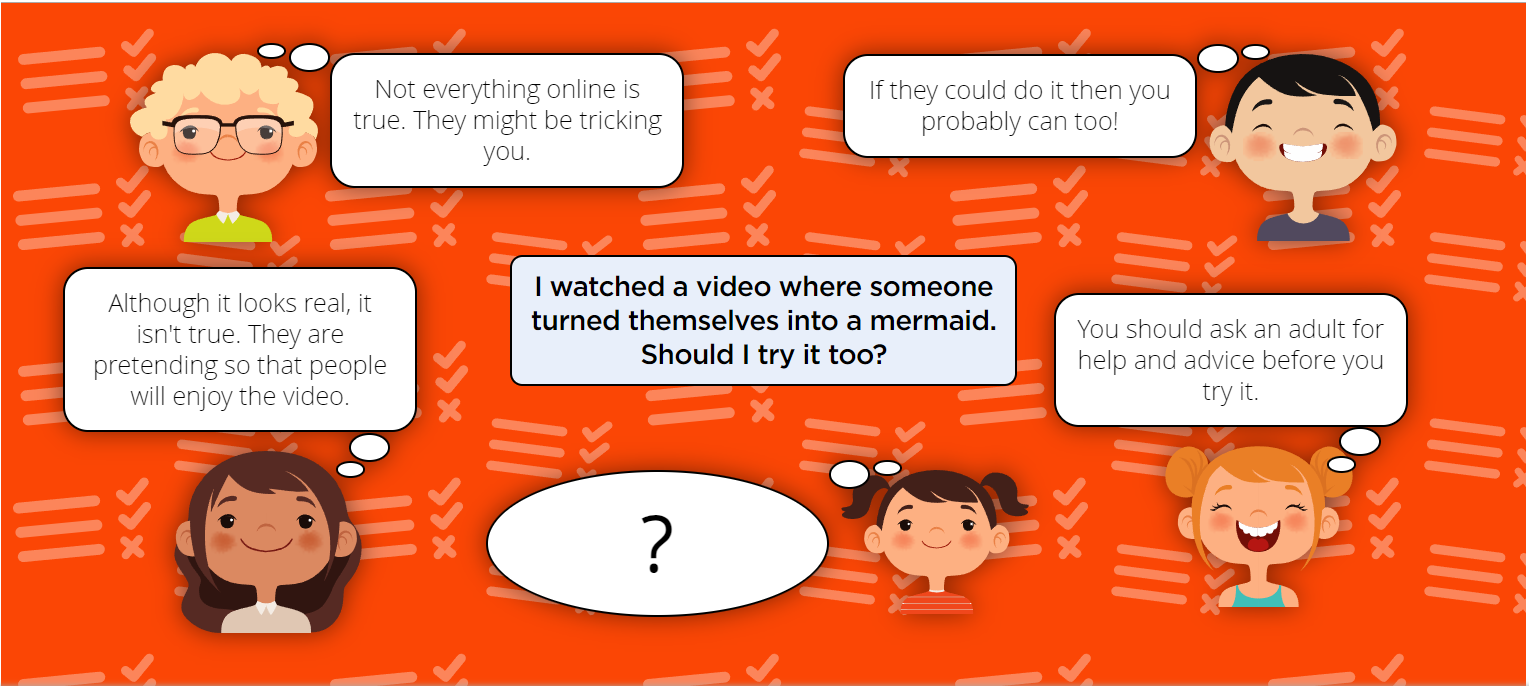 Not everything online is
true. They might be tricking
you.
If they could do it then you
probably can too!
Although it looks real, it
isn't true. They are
pretending so that people
will enjoy the video.
I watched a video where someone
turned themselves into a mermaid.
Should I try it too?
You should ask an adult for
help and advice before you
try it.
?